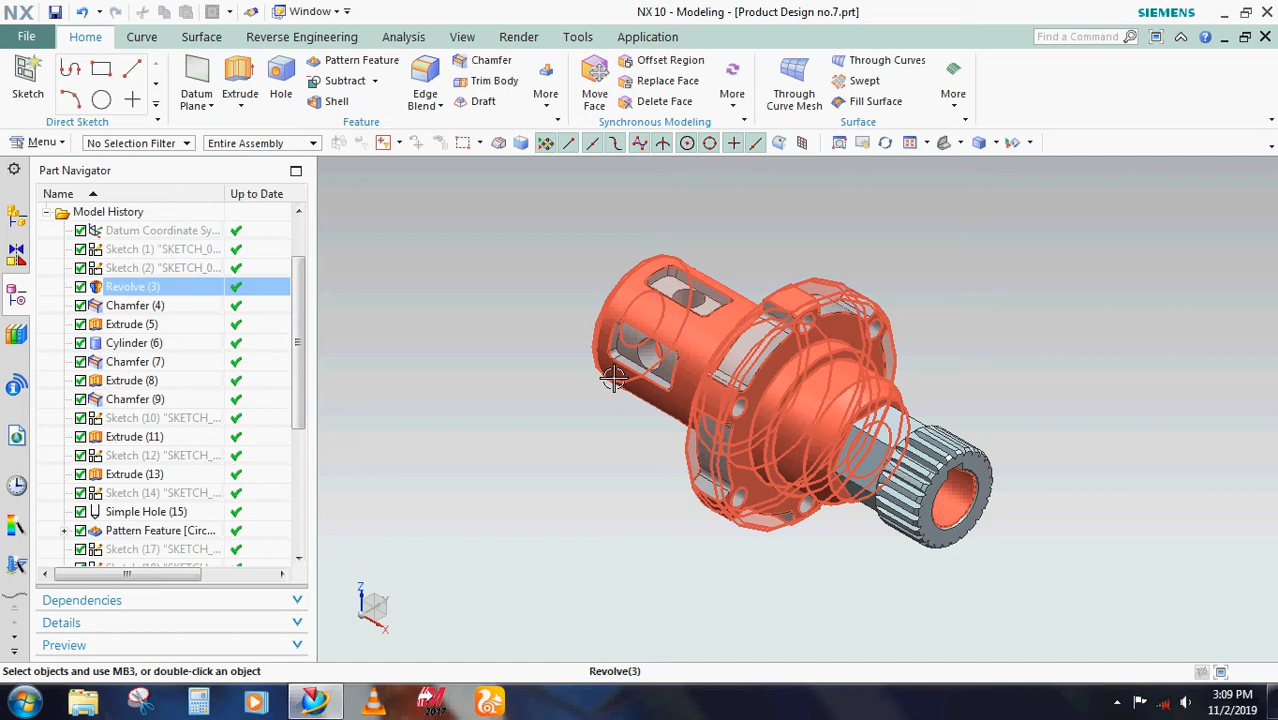 NX
Window
NX 10 - Modeling - [Product Design no.7.prt]
SIEMENS
File
Home
Curve
Surface
Reverse Engineering
Analysis
View
Render
Tools
Application
Find a Command
Sketch
Direct Sketch
Datum Plane
Extrude
Hole
Pattern Feature
Subtract
Shell
Edge Blend
Chamfer
Trim Body
Draft
More
Feature
Move Face
Offset Region
Replace Face
Delete Face
More
Synchronous Modeling
Through Curve Mesh
Through Curves
Swept
Fill Surface
More
Surface
Menu
No Selection Filter
Entire Assembly
Part Navigator
Name
Up to Date
Model History
Datum Coordinate Sy...
Sketch (1) "SKETCH_0...
Sketch (2) "SKETCH_0...
Revolve (3)
Chamfer (4)
Extrude (5)
Cylinder (6)
Chamfer (7)
Extrude (8)
Chamfer (9)
Sketch (10) "SKETCH_...
Extrude (11)
Sketch (12) "SKETCH_...
Extrude (13)
Sketch (14) "SKETCH_...
Simple Hole (15)
Pattern Feature [Circ...
Sketch (17) "SKETCH_...
Dependencies
Details
Preview
Z
Y
X
Select objects and use MB3, or double-click an object
Revolve(3)
2017
3:09 PM
11/2/2019